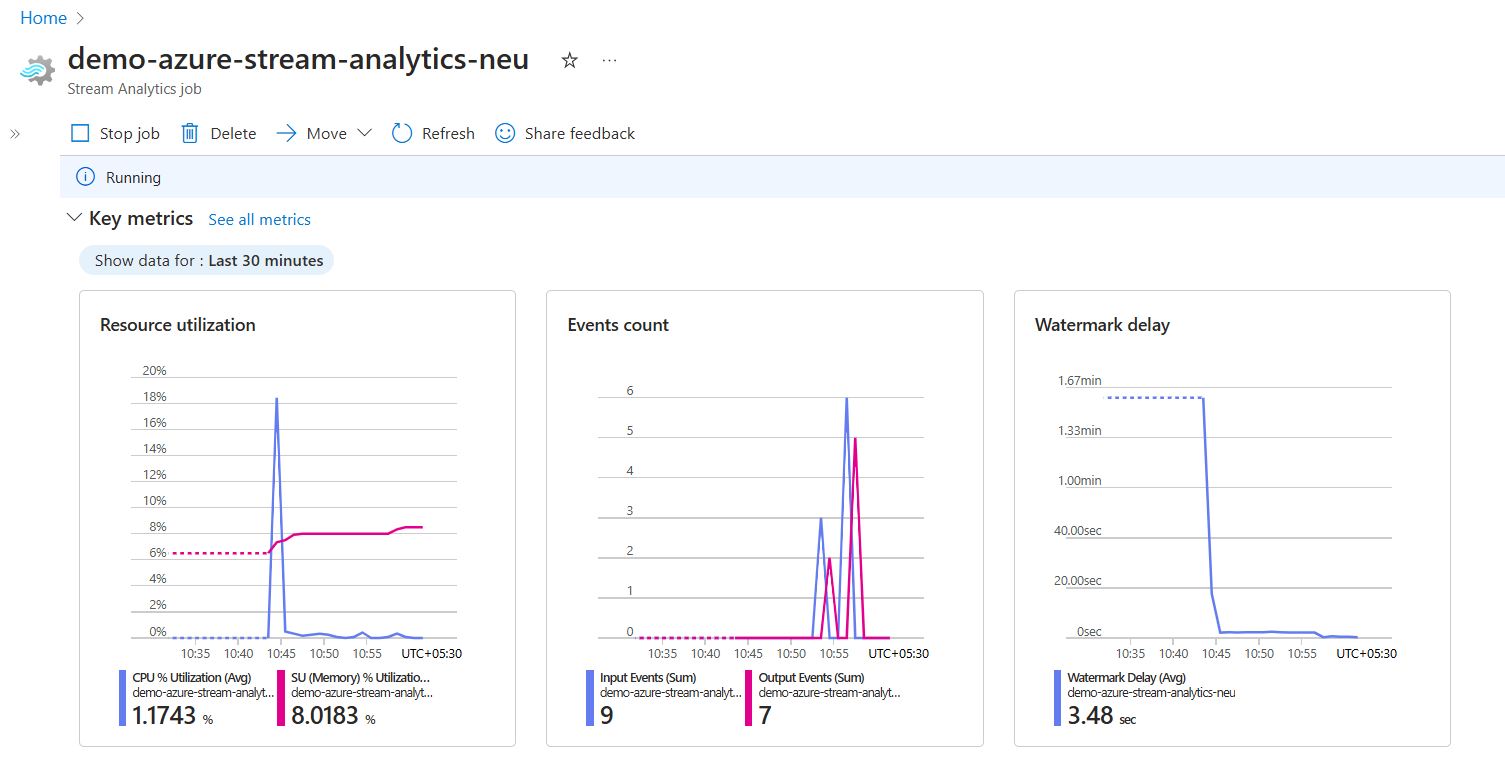 Home
demo-azure-stream-analytics-neu
Stream Analytics job
Stop job Delete Move Refresh Share feedback
Running
Key metrics See all metrics
Show data for : Last 30 minutes
Resource utilization
20%
18%
16%
14%
12%
10%
8%
6%
4%
2%
0%
10:35 10:40 10:45 10:50 10:55 UTC+05:30
CPU % Utilization (Avg)
demo-azure-stream-analyt...
1.1743 %
SU (Memory) % Utilizatio...
demo-azure-stream-analyt...
8.0183 %
Events count
6
5
4
3
2
1
0
10:35 10:40 10:45 10:50 10:55 UTC+05:30
Input Events (Sum)
demo-azure-stream-analyt...
9
Output Events (Sum)
demo-azure-stream-analyt...
7
Watermark delay
1.67min
1.33min
1.00min
40.00sec
20.00sec
0sec
10:35 10:40 10:45 10:50 10:55 UTC+05:30
Watermark Delay (Avg)
demo-azure-stream-analytics-neu
3.48 sec